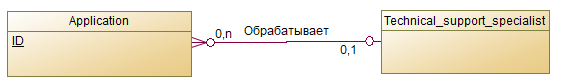 Application
ID
0,n
Обрабатывает
0,1
Technical_support_specialist